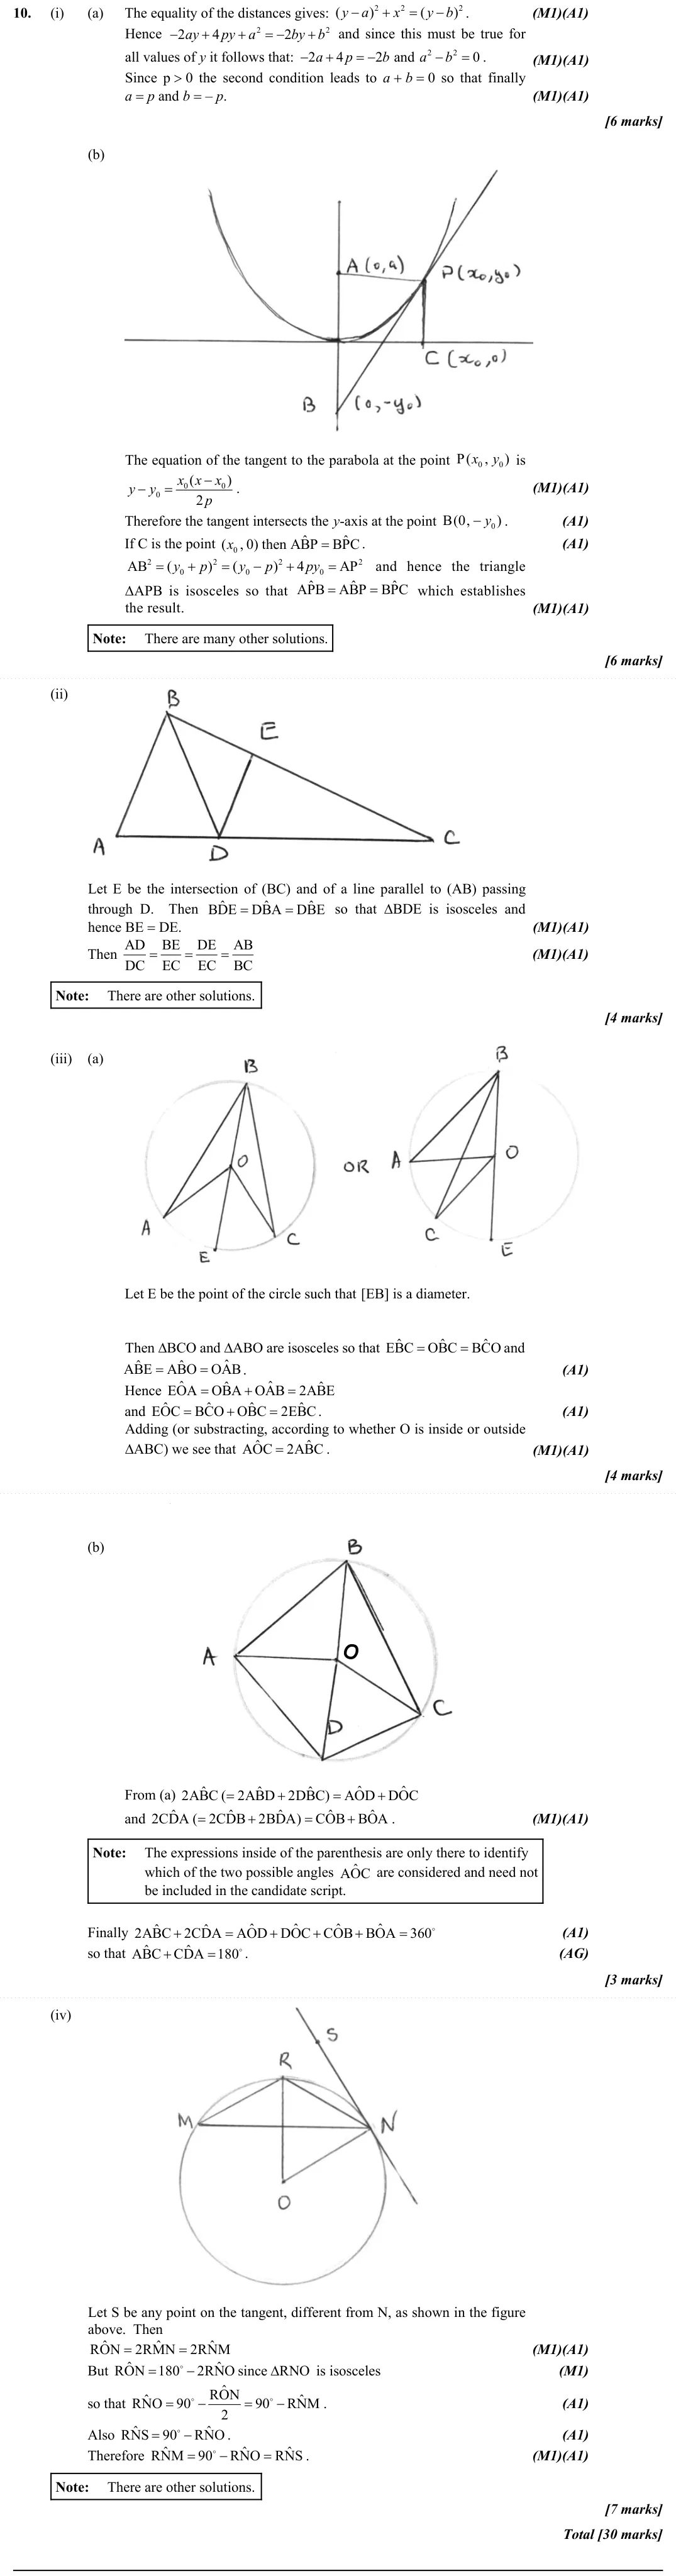 10. (i) (a) The equality of the distances gives: (y − a)² + x² = (y − b)². (M1)(A1)
Hence −2ay + 4py + a² = −2by + b² and since this must be true for
all values of y it follows that: −2a + 4p = −2b and a² − b² = 0. (M1)(A1)
Since p > 0 the second condition leads to a + b = 0 so that finally
a = p and b = − p. (M1)(A1)
[6 marks]
(b)
A (0,a)
P(x₀,y₀)
C (x₀,0)
B (0,-y₀)
The equation of the tangent to the parabola at the point P(x₀, y₀) is
y − y₀ = x₀(x − x₀)/2p. (M1)(A1)
Therefore the tangent intersects the y-axis at the point B(0, − y₀). (A1)
If C is the point (x₀, 0) then AB̂P = BP̂C. (A1)
AB² = (y₀ + p)² = (y₀ − p)² + 4py₀ = AP² and hence the triangle
ΔAPB is isosceles so that AP̂B = AB̂P = BP̂C which establishes
the result. (M1)(A1)
Note: There are many other solutions.
[6 marks]
(ii)
B
E
A
D
C
Let E be the intersection of (BC) and of a line parallel to (AB) passing
through D. Then BD̂E = DB̂A = DB̂E so that ΔBDE is isosceles and
hence BE = DE. (M1)(A1)
Then AD/DC = BE/EC = DE/EC = AB/BC (M1)(A1)
Note: There are other solutions.
[4 marks]
(iii) (a)
B
O
A
E
C
OR
B
A
O
C
E
Let E be the point of the circle such that [EB] is a diameter.
Then ΔBCO and ΔABO are isosceles so that EB̂C = OB̂C = BĈO and
AB̂E = AB̂O = OÂB. (A1)
Hence EÔA = OB̂A + OÂB = 2AB̂E
and EÔC = BĈO + OB̂C = 2EB̂C. (A1)
Adding (or substracting, according to whether O is inside or outside
ΔABC) we see that AÔC = 2AB̂C. (M1)(A1)
[4 marks]
(b)
B
A
O
C
D
From (a) 2AB̂C (= 2AB̂D + 2DB̂C) = AÔD + DÔC
and 2CD̂A (= 2CD̂B + 2BD̂A) = CÔB + BÔA. (M1)(A1)
Note: The expressions inside of the parenthesis are only there to identify
which of the two possible angles AÔC are considered and need not
be included in the candidate script.
Finally 2AB̂C + 2CD̂A = AÔD + DÔC + CÔB + BÔA = 360° (A1)
so that AB̂C + CD̂A = 180°. (AG)
[3 marks]
(iv)
S
R
M
N
O
Let S be any point on the tangent, different from N, as shown in the figure
above. Then
RÔN = 2RM̂N = 2RN̂M (M1)(A1)
But RÔN = 180° − 2RN̂O since ΔRNO is isosceles (M1)
so that RN̂O = 90° − RÔN/2 = 90° − RN̂M. (A1)
Also RN̂S = 90° − RN̂O. (A1)
Therefore RN̂M = 90° − RN̂O = RN̂S. (M1)(A1)
Note: There are other solutions.
[7 marks]
Total [30 marks]